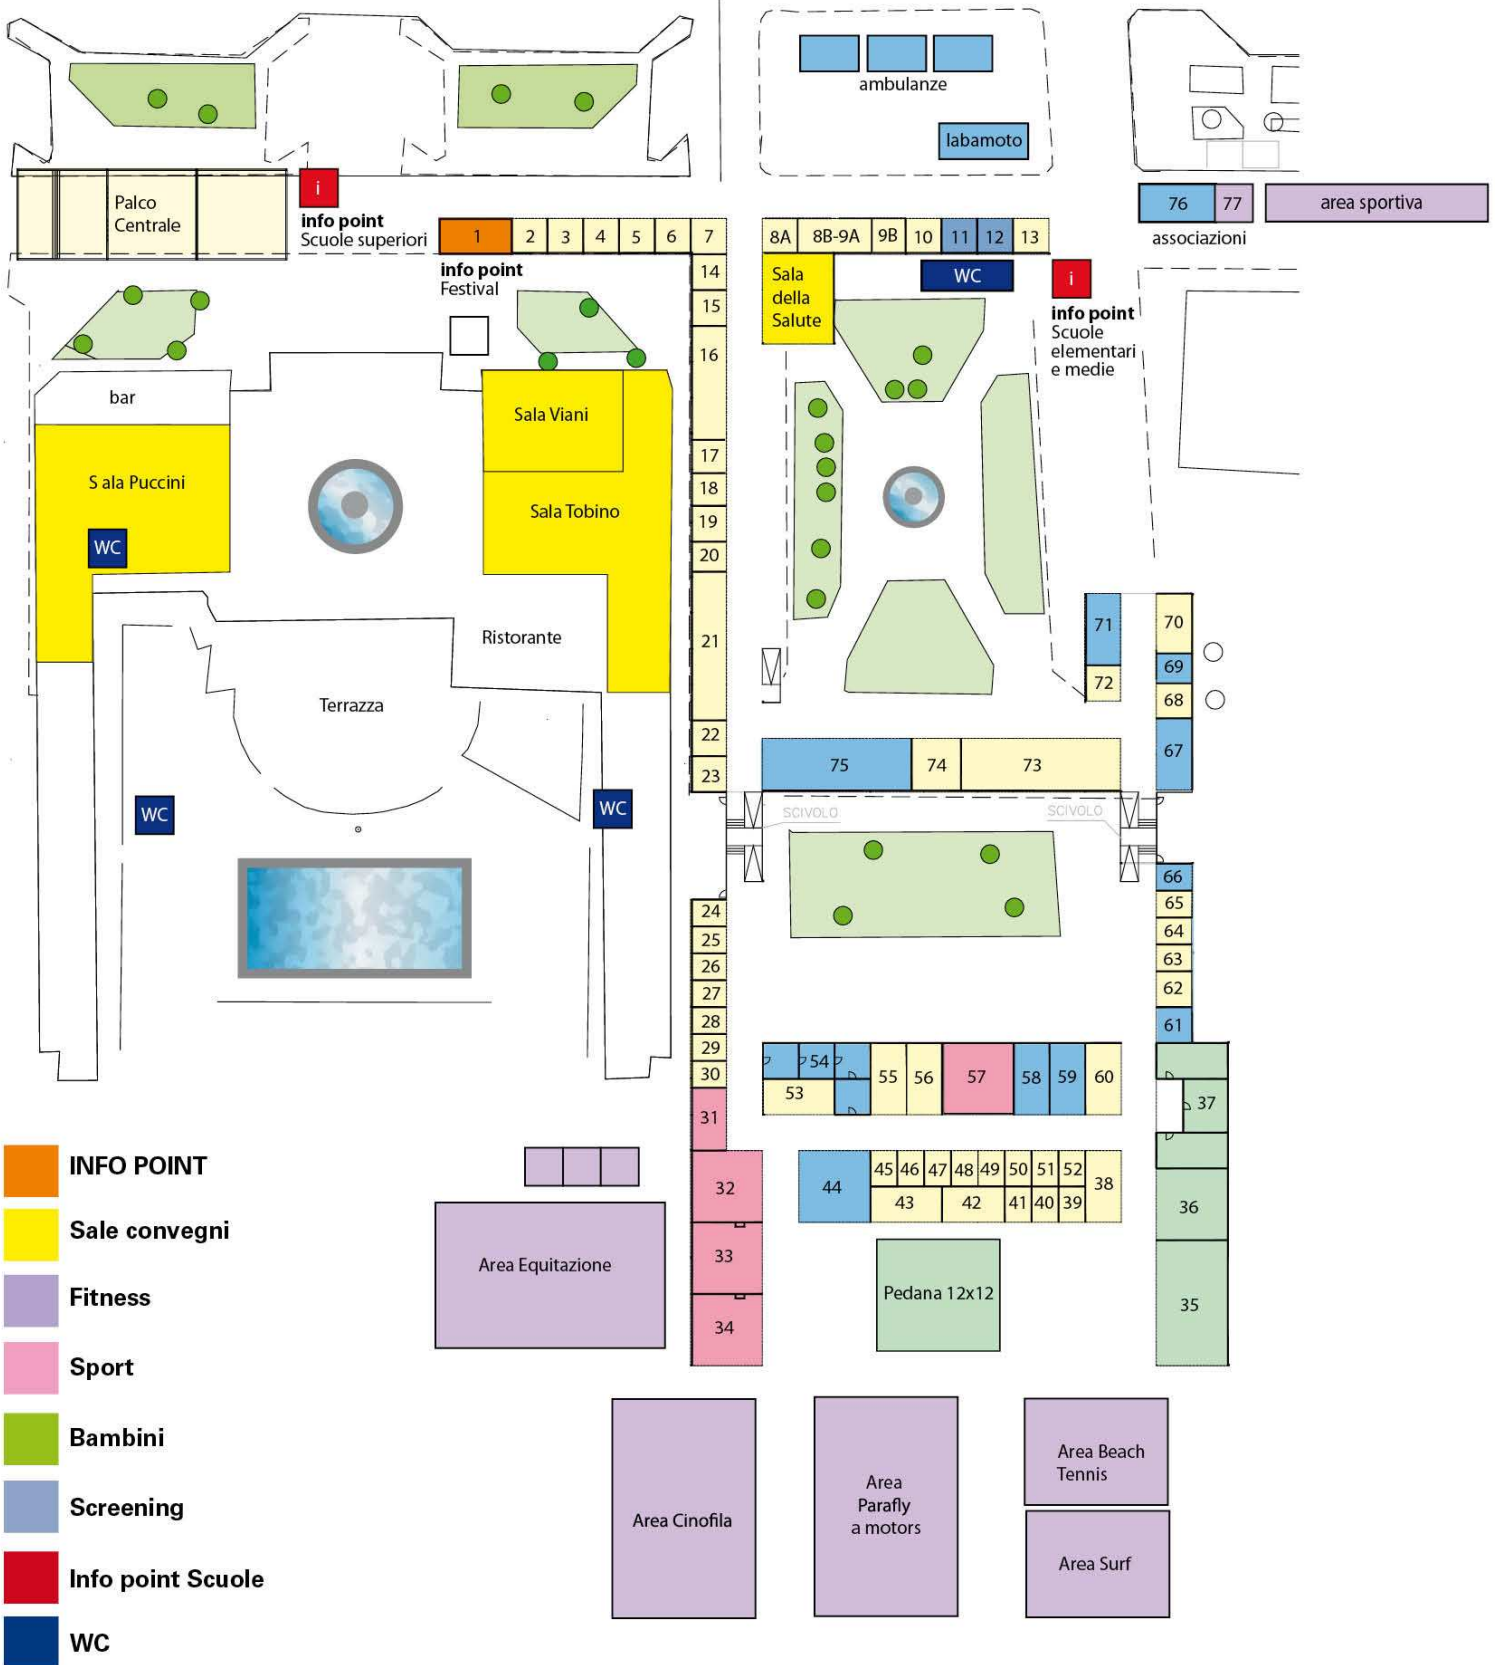 ambulanze
labamoto
Palco
Centrale
i
info point
Scuole superiori
76
77
area sportiva
associazioni
1
2
3
4
5
6
7
8A
8B-9A
9B
10
11
12
13
info point
Festival
14
15
16
17
18
19
20
21
22
23
Sala
della
Salute
WC
i
info point
Scuole
elementari
e medie
bar
S ala Puccini
WC
Sala Viani
Sala Tobino
Ristorante
Terrazza
WC
WC
71
72
70
69
68
67
75
74
73
SCIVOLO
SCIVOLO
66
65
64
63
62
61
24
25
26
27
28
29
30
31
32
33
34
54
53
55
56
57
58
59
60
37
36
35
44
45
46
47
48
49
50
51
52
38
43
42
41
40
39
Pedana 12x12
Area Equitazione
Area Cinofila
Area
Parafly
a motors
Area Beach
Tennis
Area Surf
INFO POINT
Sale convegni
Fitness
Sport
Bambini
Screening
Info point Scuole
WC